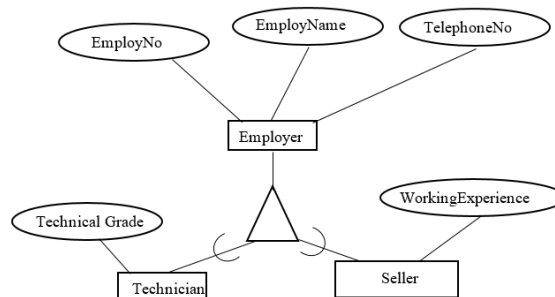 EmployName
TelephoneNo
EmployNo
Employer
WorkingExperience
Technical Grade
Seller
Technician